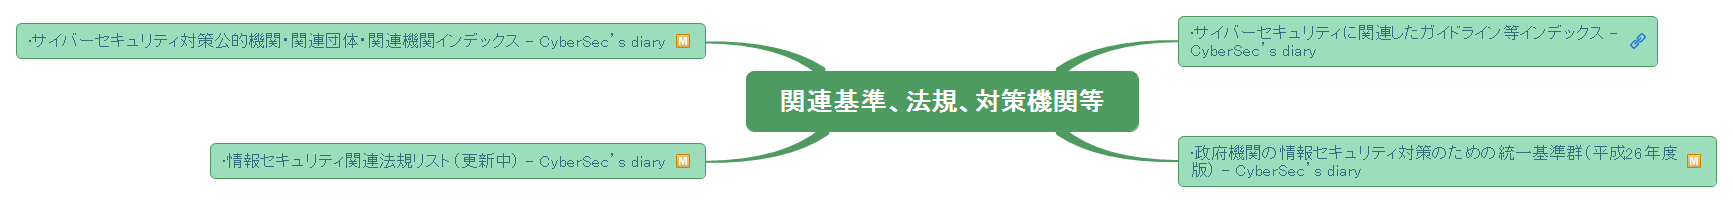 ・サイバーセキュリティ対策公的機関・関連団体・関連機関インデックス - CyberSec's diary M
・サイバーセキュリティに関連したガイドライン等インデックス -
CyberSec's diary
関連基準、法規、対策機関等
・情報セキュリティ関連法規リスト（更新中） - CyberSec's diary M
・政府機関の情報セキュリティ対策のための統一基準群（平成26年度
版） - CyberSec's diary M